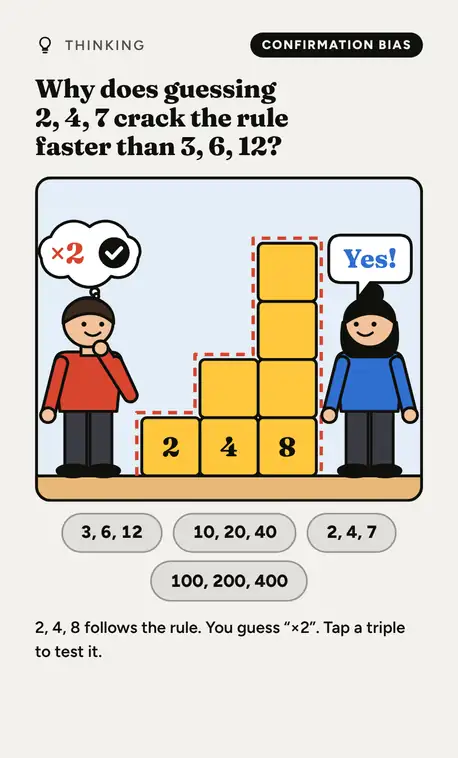 THINKING
CONFIRMATION BIAS
Why does guessing
2, 4, 7 crack the rule
faster than 3, 6, 12?
×2
Yes!
2 4 8
3, 6, 12 10, 20, 40 2, 4, 7
100, 200, 400
2, 4, 8 follows the rule. You guess “×2”. Tap a triple
to test it.